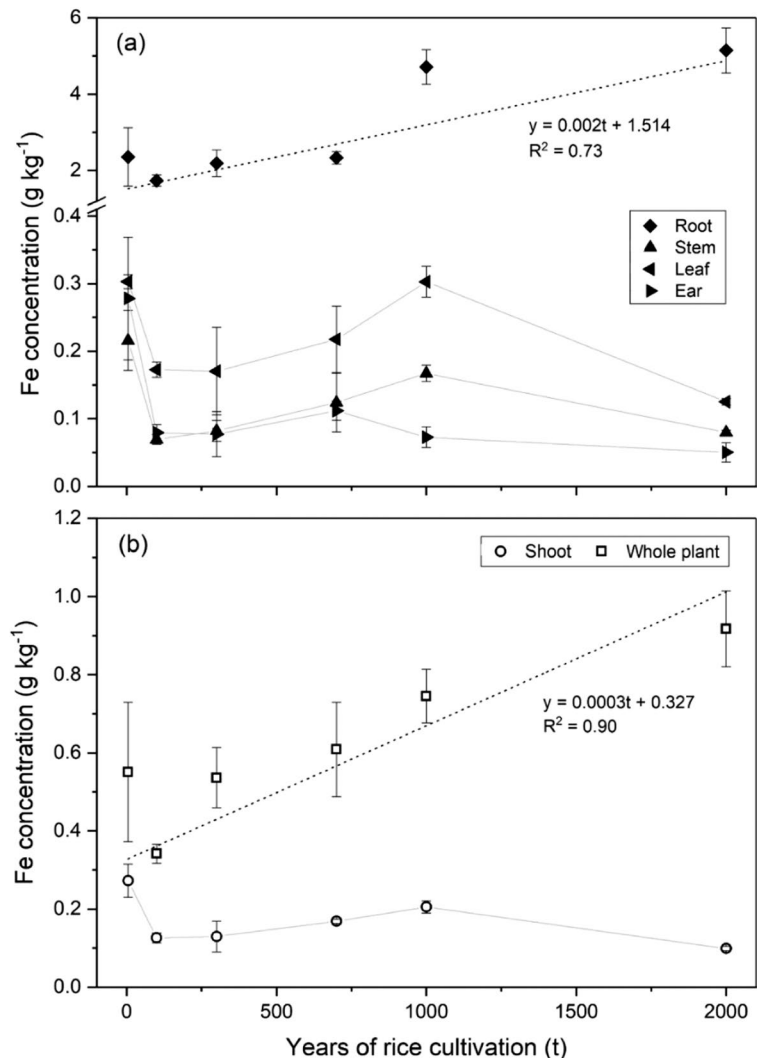 (a)
Fe concentration (g kg⁻¹)
6
4
2
0.4
0.3
0.2
0.1
0.0
y = 0.002t + 1.514
R² = 0.73
Root
Stem
Leaf
Ear
(b)
Shoot Whole plant
Fe concentration (g kg⁻¹)
1.2
1.0
0.8
0.6
0.4
0.2
0.0
y = 0.0003t + 0.327
R² = 0.90
0 500 1000 1500 2000
Years of rice cultivation (t)